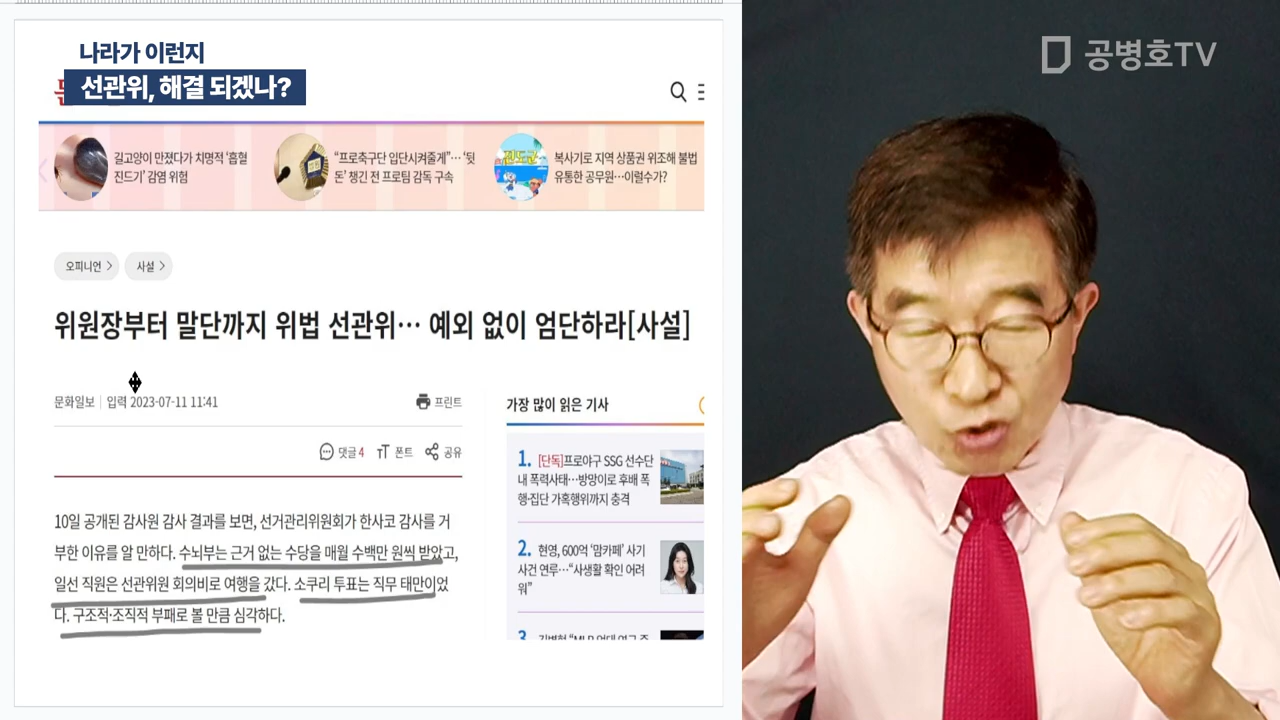 나라가 이런지
선관위, 해결 되겠나?
공병호TV
길고양이 만졌다가 치명적 ‘흡혈
진드기’ 감염 위험
“프로축구단 입단시켜줄게”… ‘뒷
돈’ 챙긴 전 프로팀 감독 구속
진도군
복사기로 지역 상품권 위조해 불법
유통한 공무원…이럴수가?
오피니언 >
사설 >
위원장부터 말단까지 위법 선관위… 예외 없이 엄단하라[사설]
문화일보 | 입력 2023-07-11 11:41
프린트
댓글 4 TT 폰트 공유
10일 공개된 감사원 감사 결과를 보면, 선거관리위원회가 한사코 감사를 거
부한 이유를 알 만하다. 수뇌부는 근거 없는 수당을 매월 수백만 원씩 받았고,
일선 직원은 선관위원 회의비로 여행을 갔다. 소쿠리 투표는 직무 태만이었
다. 구조적·조직적 부패로 볼 만큼 심각하다.
가장 많이 읽은 기사
1. [단독]프로야구 SSG 선수단
내 폭력사태…방망이로 후배 폭
행·집단 가혹행위까지 충격
2. 현영, 600억 ‘맘카페’ 사기
사건 연루…“사생활 확인 어려
워”
3.